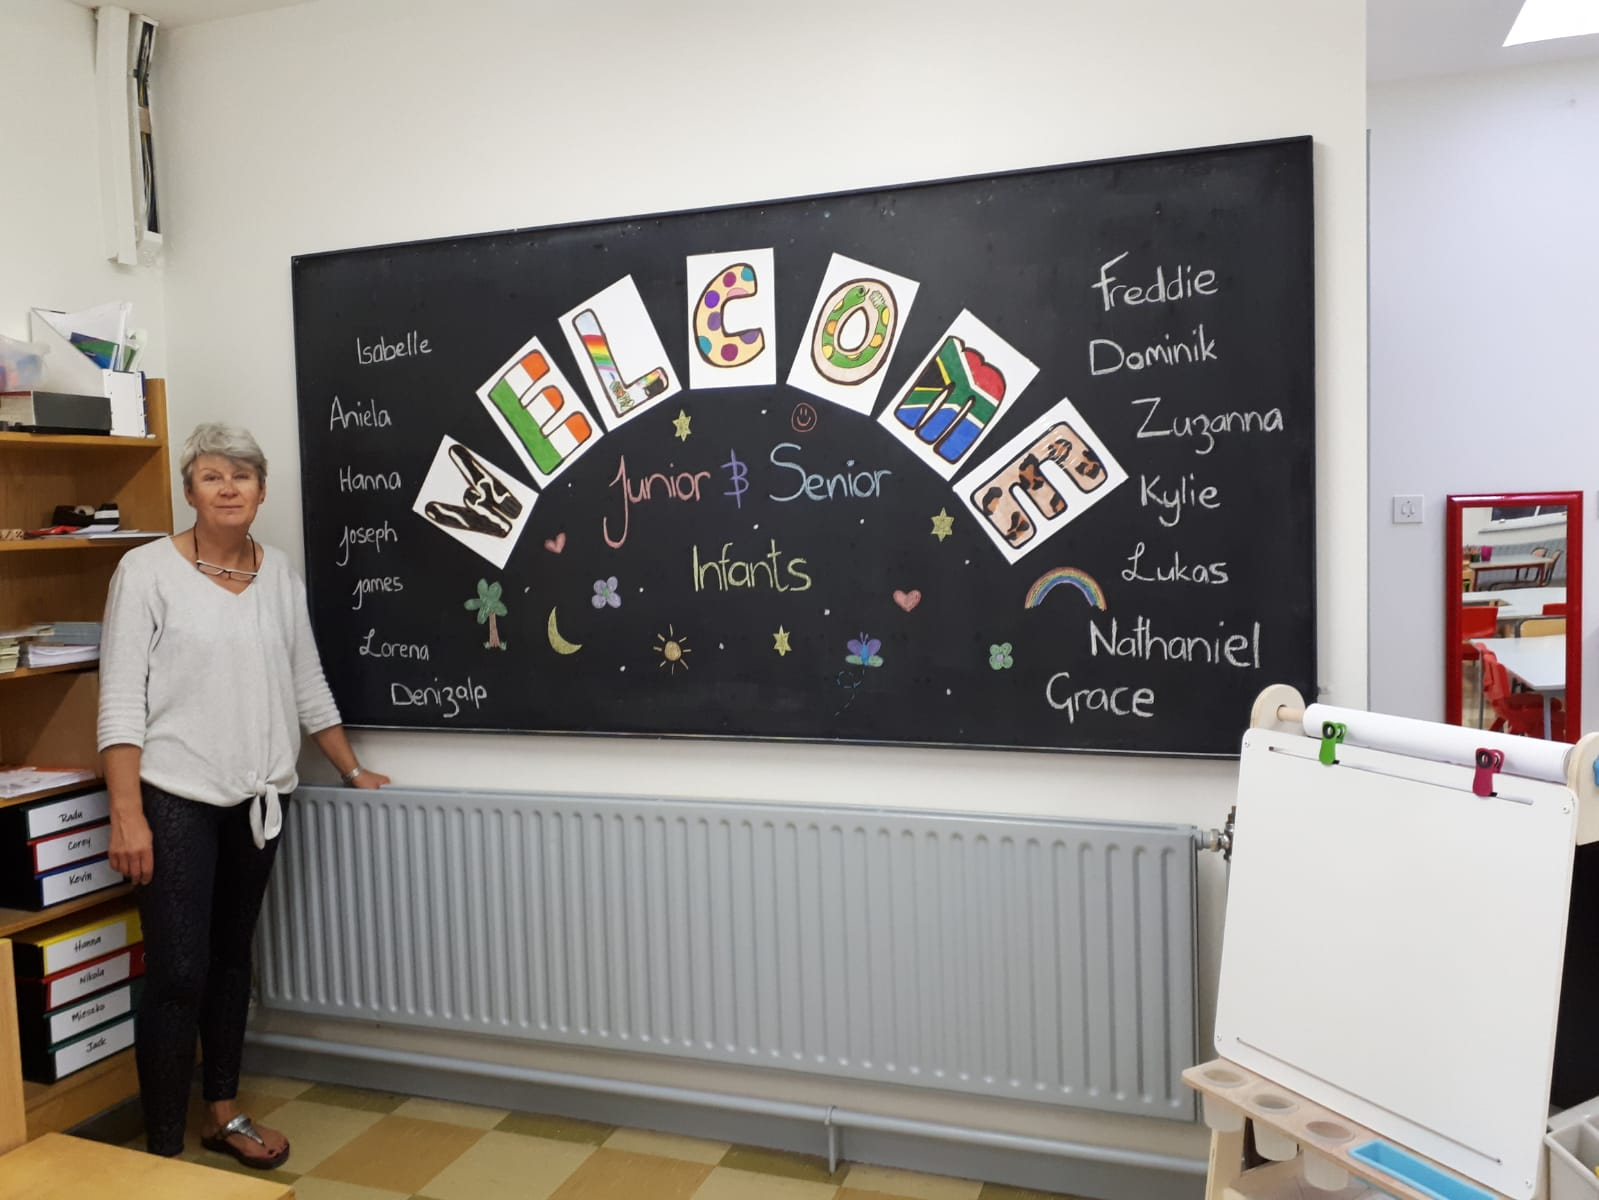 WELCOME
Junior & Senior
Infants
Isabelle
Aniela
Hanna
Joseph
James
Lorena
Denizalp
Freddie
Dominik
Zuzanna
Kylie
Lukas
Nathaniel
Grace
Radu
Corey
Kevin
Hanna
Nikola
Mieszko
Jack